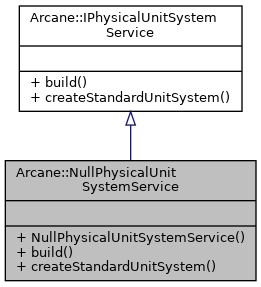 Arcane::IPhysicalUnitSystem
Service
+ build()
+ createStandardUnitSystem()
Arcane::NullPhysicalUnit
SystemService
+ NullPhysicalUnitSystemService()
+ build()
+ createStandardUnitSystem()